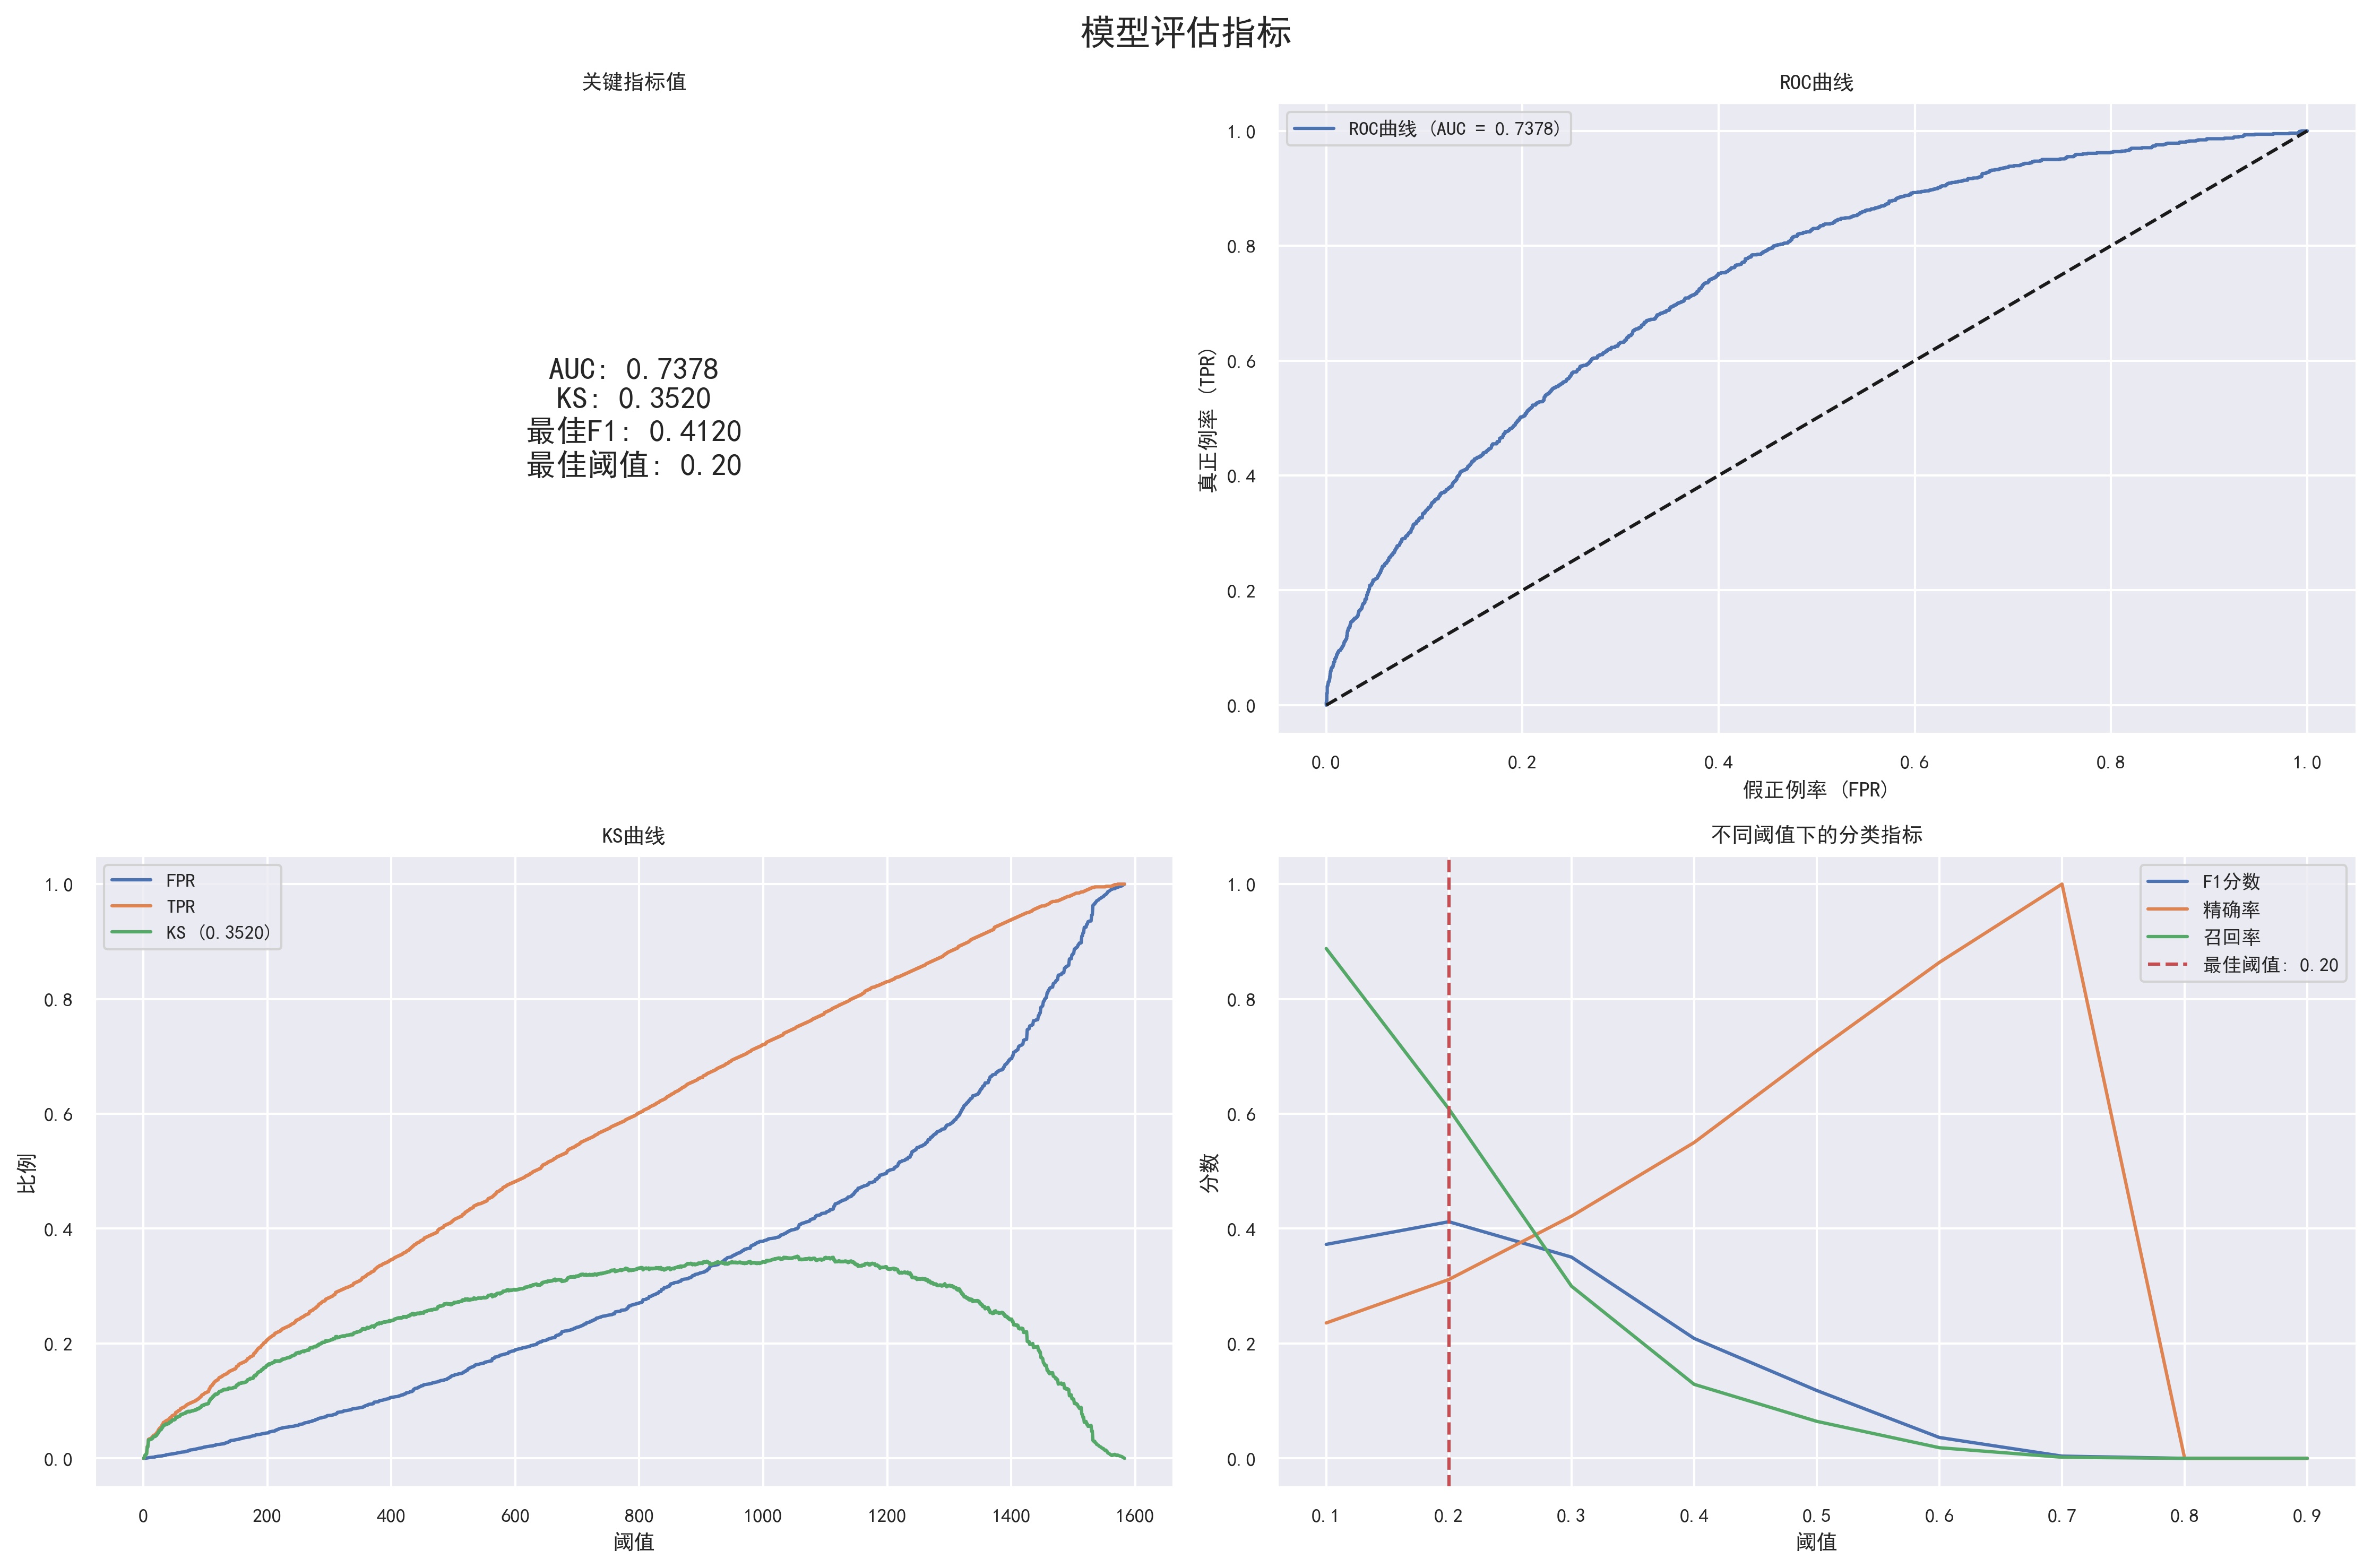 模型评估指标
关键指标值
AUC: 0.7378
KS: 0.3520
最佳F1: 0.4120
最佳阈值: 0.20
ROC曲线
ROC曲线 (AUC = 0.7378)
1.0
0.8
0.6
0.4
0.2
0.0
真正例率 (TPR)
0.0 0.2 0.4 0.6 0.8 1.0
假正例率 (FPR)
KS曲线
FPR
TPR
KS (0.3520)
1.0
0.8
0.6
0.4
0.2
0.0
比例
0 200 400 600 800 1000 1200 1400 1600
阈值
不同阈值下的分类指标
F1分数
精确率
召回率
最佳阈值: 0.20
1.0
0.8
0.6
0.4
0.2
0.0
分数
0.1 0.2 0.3 0.4 0.5 0.6 0.7 0.8 0.9
阈值